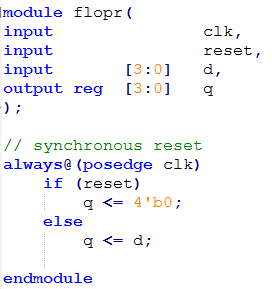 module flopr(
input clk,
input reset,
input [3:0] d,
output reg [3:0] q
);
// synchronous reset
always@(posedge clk)
if (reset)
q <= 4'b0;
else
q <= d;
endmodule